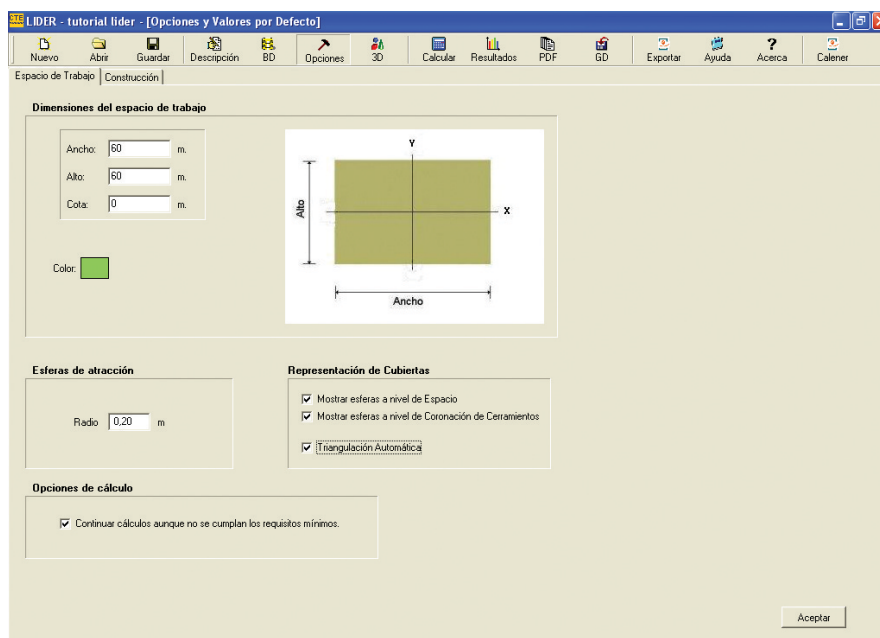 CTE LIDER - tutorial lider - [Opciones y Valores por Defecto]
Nuevo Abrir Guardar Descripción BD Opciones 3D Calcular Resultados PDF GD Exportar Ayuda Acerca Calener
Espacio de Trabajo Construcción
Dimensiones del espacio de trabajo
Ancho: 60 m.
Alto: 60 m.
Cota: 0 m.
Color:
Y
Alto
X
Ancho
Esferas de atracción
Radio 0,20 m
Representación de Cubiertas
Mostrar esferas a nivel de Espacio
Mostrar esferas a nivel de Coronación de Cerramientos
Triangulación Automática
Opciones de cálculo
Continuar cálculos aunque no se cumplan los requisitos mínimos.
Aceptar